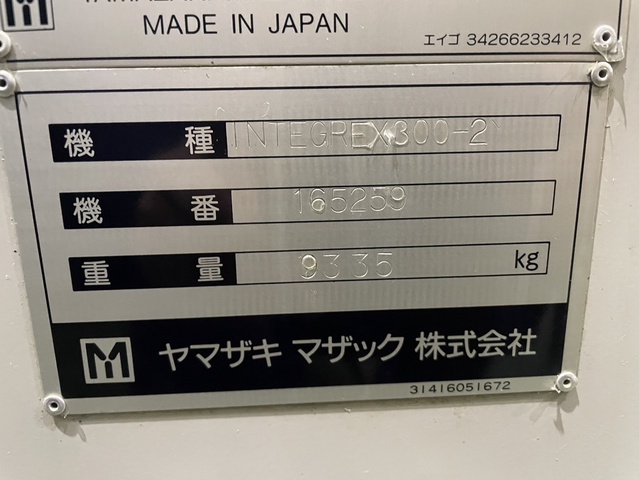 MADE IN JAPAN
エイゴ 34266233412
機種 INTEGREX300-2
機番 165259
重量 9335 kg
ヤマザキ マザック 株式会社
31416051672